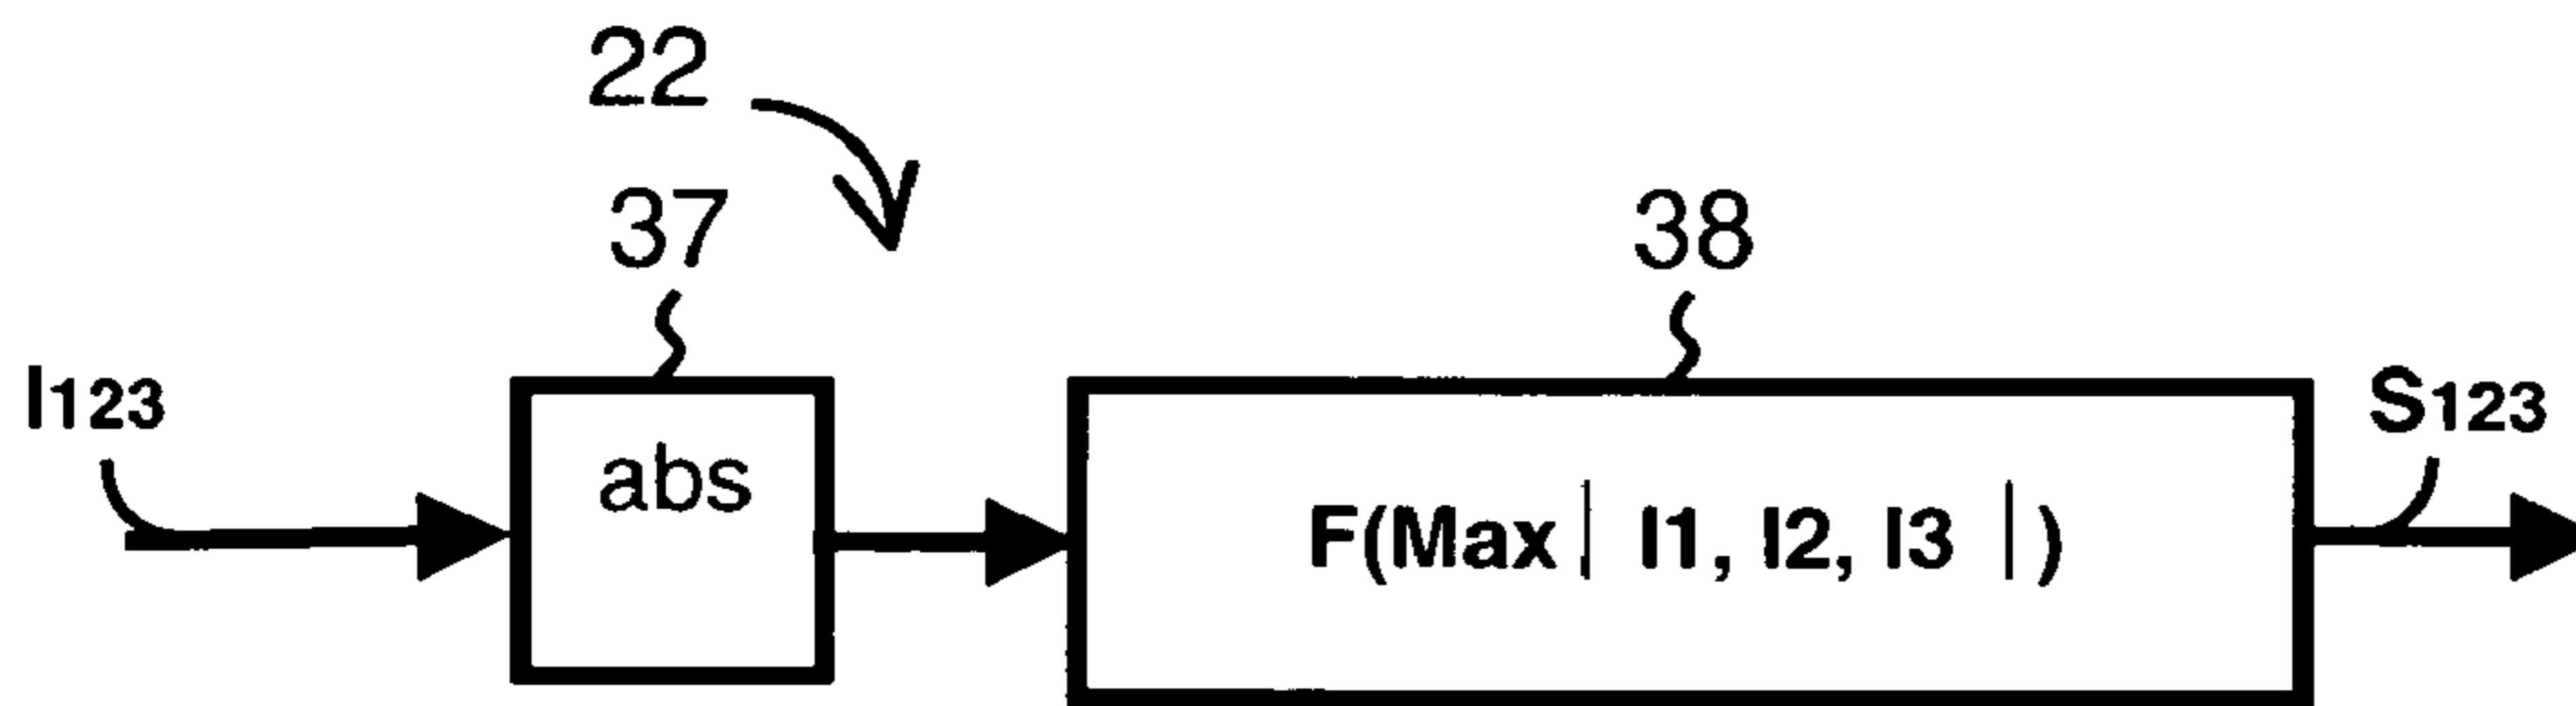 22
37
38
I123
S123
abs
F(Max | I1, I2, I3 | )